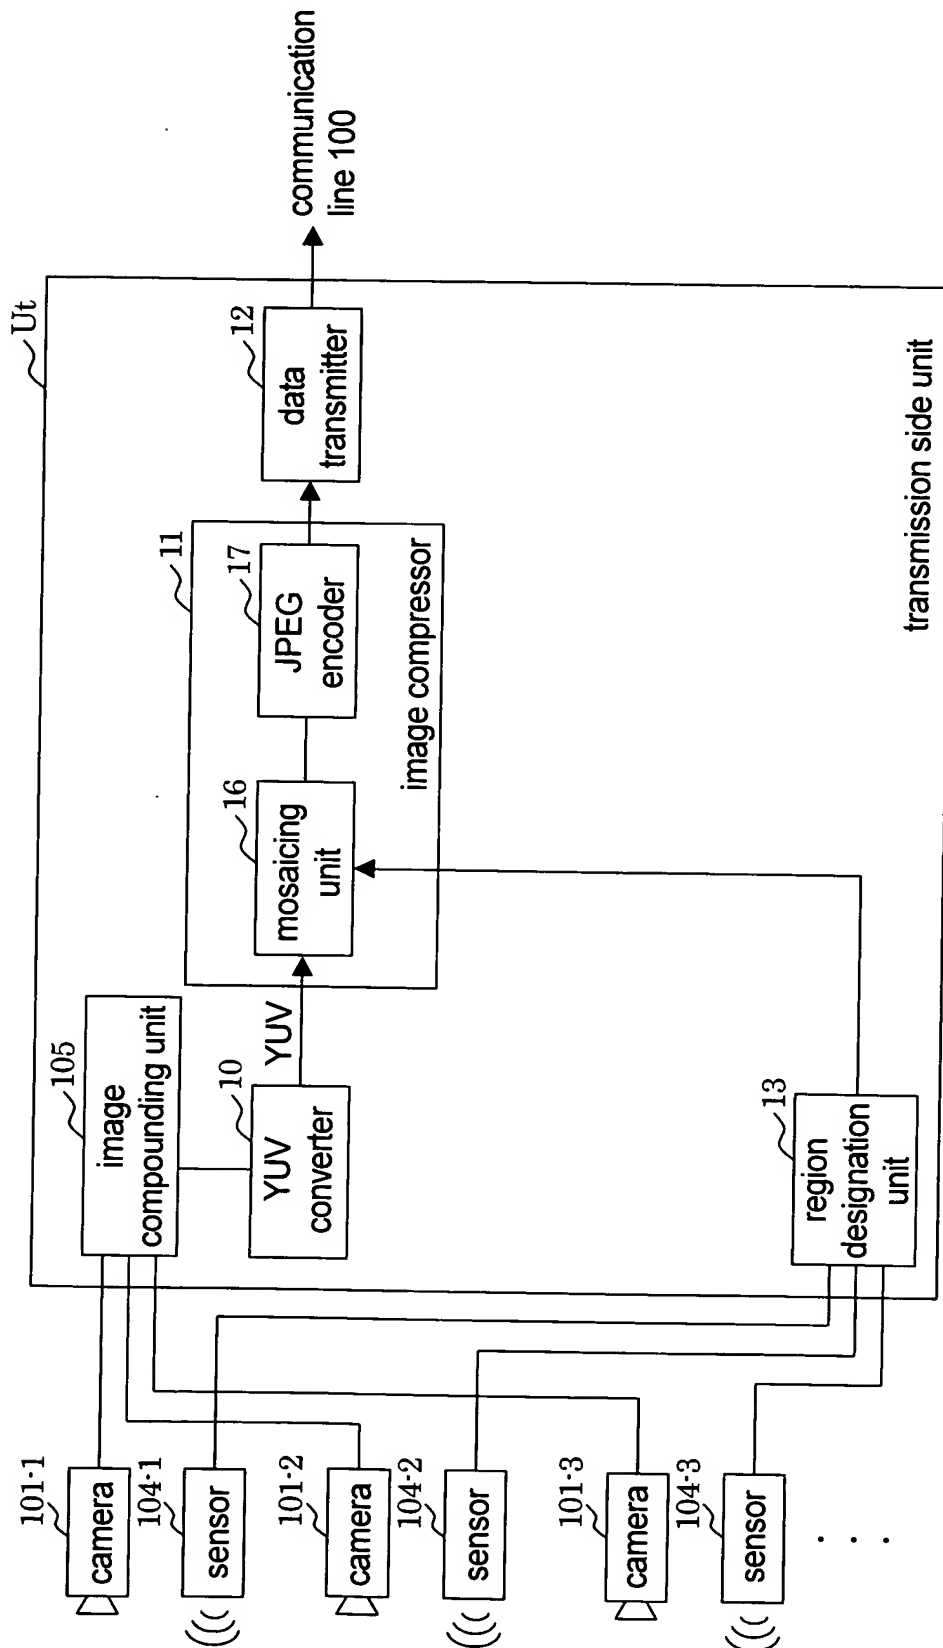 101-1
camera
104-1
sensor
101-2
camera
104-2
sensor
101-3
camera
104-3
sensor
. . .
Ut
105
image
compounding unit
10
YUV
converter
YUV
11
16
mosaicing
unit
17
JPEG
encoder
image compressor
12
data
transmitter
communication
line 100
13
region
designation
unit
transmission side unit